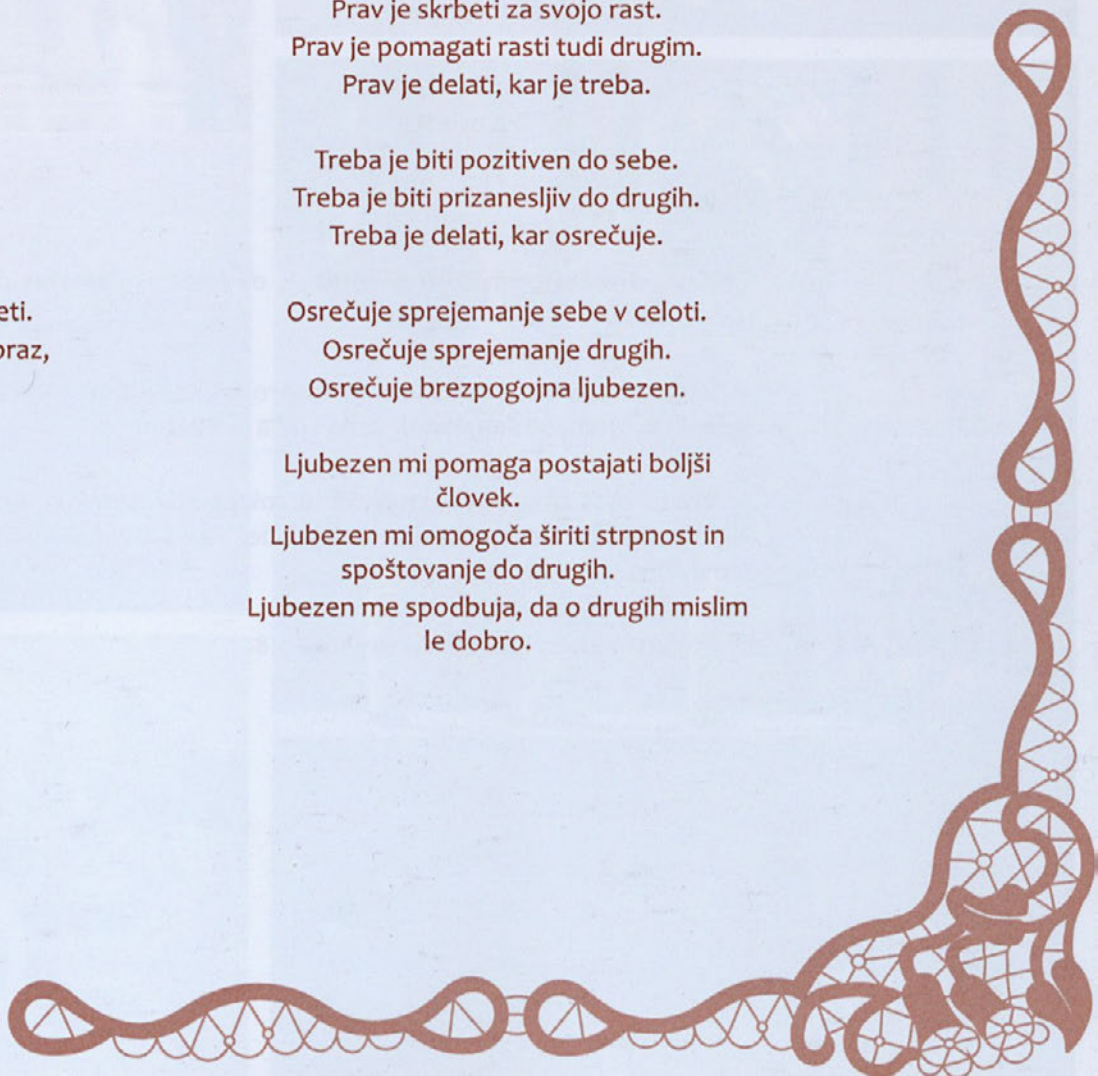 Prav je skrbeti za svojo rast.
Prav je pomagati rasti tudi drugim.
Prav je delati, kar je treba.
Treba je biti pozitiven do sebe.
Treba je biti prizanesljiv do drugih.
Treba je delati, kar osrečuje.
Osrečuje sprejemanje sebe v celoti.
Osrečuje sprejemanje drugih.
Osrečuje brezpogojna ljubezen.
Ljubezen mi pomaga postajati boljši
človek.
Ljubezen mi omogoča širiti strpnost in
spoštovanje do drugih.
Ljubezen me spodbuja, da o drugih mislim
le dobro.